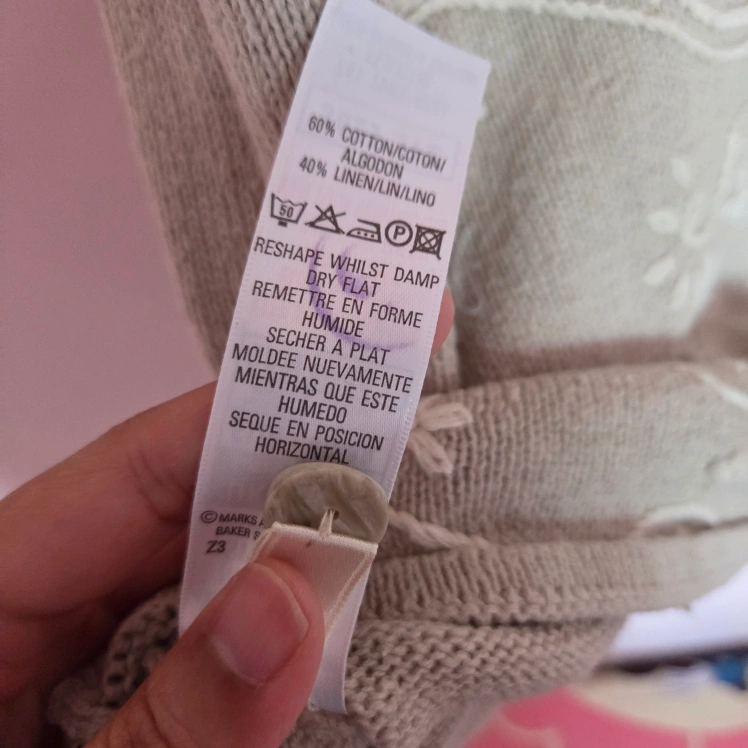 60% COTTON/COTON/
ALGODON
40% LINEN/LIN/LINO
50 P
RESHAPE WHILST DAMP
DRY FLAT
REMETTRE EN FORME
HUMIDE
SECHER A PLAT
MOLDEE NUEVAMENTE
MIENTRAS QUE ESTE
HUMEDO
SEQUE EN POSICION
HORIZONTAL
©MARKS
BAKER
Z3